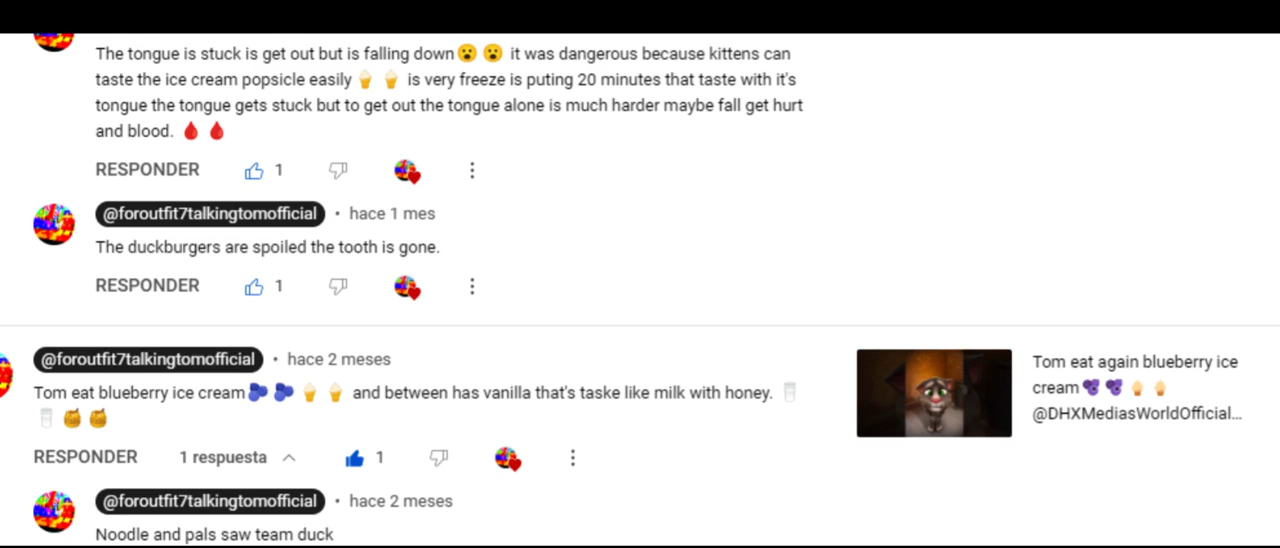 The tongue is stuck is get out but is falling down😮 😮 it was dangerous because kittens can
taste the ice cream popsicle easily🍦 🍦 is very freeze is puting 20 minutes that taste with it's
tongue the tongue gets stuck but to get out the tongue alone is much harder maybe fall get hurt
and blood. 🩸 🩸
RESPONDER 1
@foroutfit7talkingtomofficial • hace 1 mes
The duckburgers are spoiled the tooth is gone.
RESPONDER 1
@foroutfit7talkingtomofficial • hace 2 meses
Tom eat blueberry ice cream🫐 🫐 🍦 🍦 and between has vanilla that's taske like milk with honey. 🥛
🥛 🍯 🍯
RESPONDER 1 respuesta 1
@foroutfit7talkingtomofficial • hace 2 meses
Noodle and pals saw team duck
Tom eat again blueberry ice
cream🫐 🫐 🍦 🍦
@DHXMediasWorldOfficial...